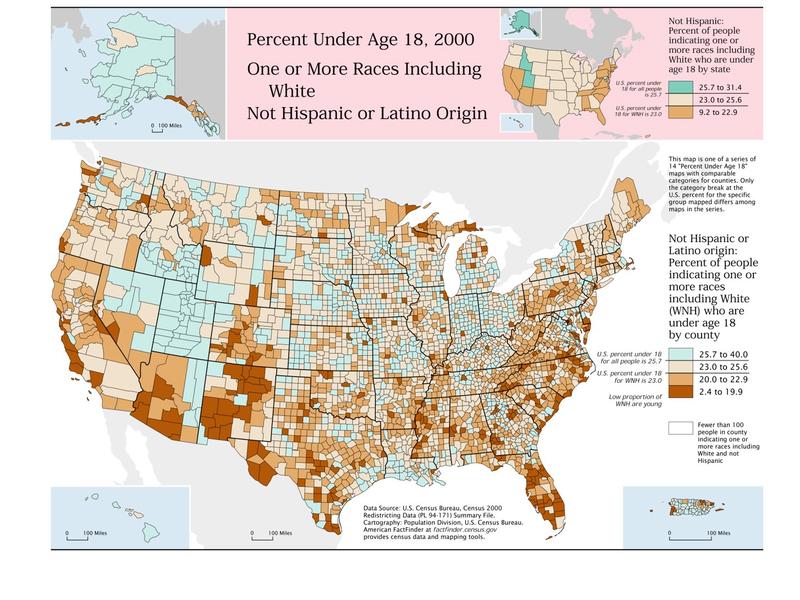 Percent Under Age 18, 2000
One or More Races Including
White
Not Hispanic or Latino Origin
0 100 Miles
Not Hispanic:
Percent of people
indicating one or
more races including
White who are under
age 18 by state
U.S. percent under
18 for all people
is 25.7
U.S. percent under
18 for WNH is 23.0
25.7 to 31.4
23.0 to 25.6
9.2 to 22.9
This map is one of a series of
14 "Percent Under Age 18"
maps with comparable
categories for counties. Only
the category break at the
U.S. percent for the specific
group mapped differs among
maps in the series.
Not Hispanic or
Latino origin:
Percent of people
indicating one or
more races
including White
(WNH) who are
under age 18
by county
U.S. percent under 18
for all people is 25.7
U.S. percent under 18
for WNH is 23.0
Low proportion of
WNH are young
25.7 to 40.0
23.0 to 25.6
20.0 to 22.9
2.4 to 19.9
Fewer than 100
people in county
indicating one or
more races including
White and not
Hispanic
Data Source: U.S. Census Bureau, Census 2000
Redistricting Data (PL 94-171) Summary File.
Cartography: Population Division, U.S. Census Bureau.
American FactFinder at factfinder.census.gov
provides census data and mapping tools.
0 100 Miles
0 100 Miles
0 100 Miles